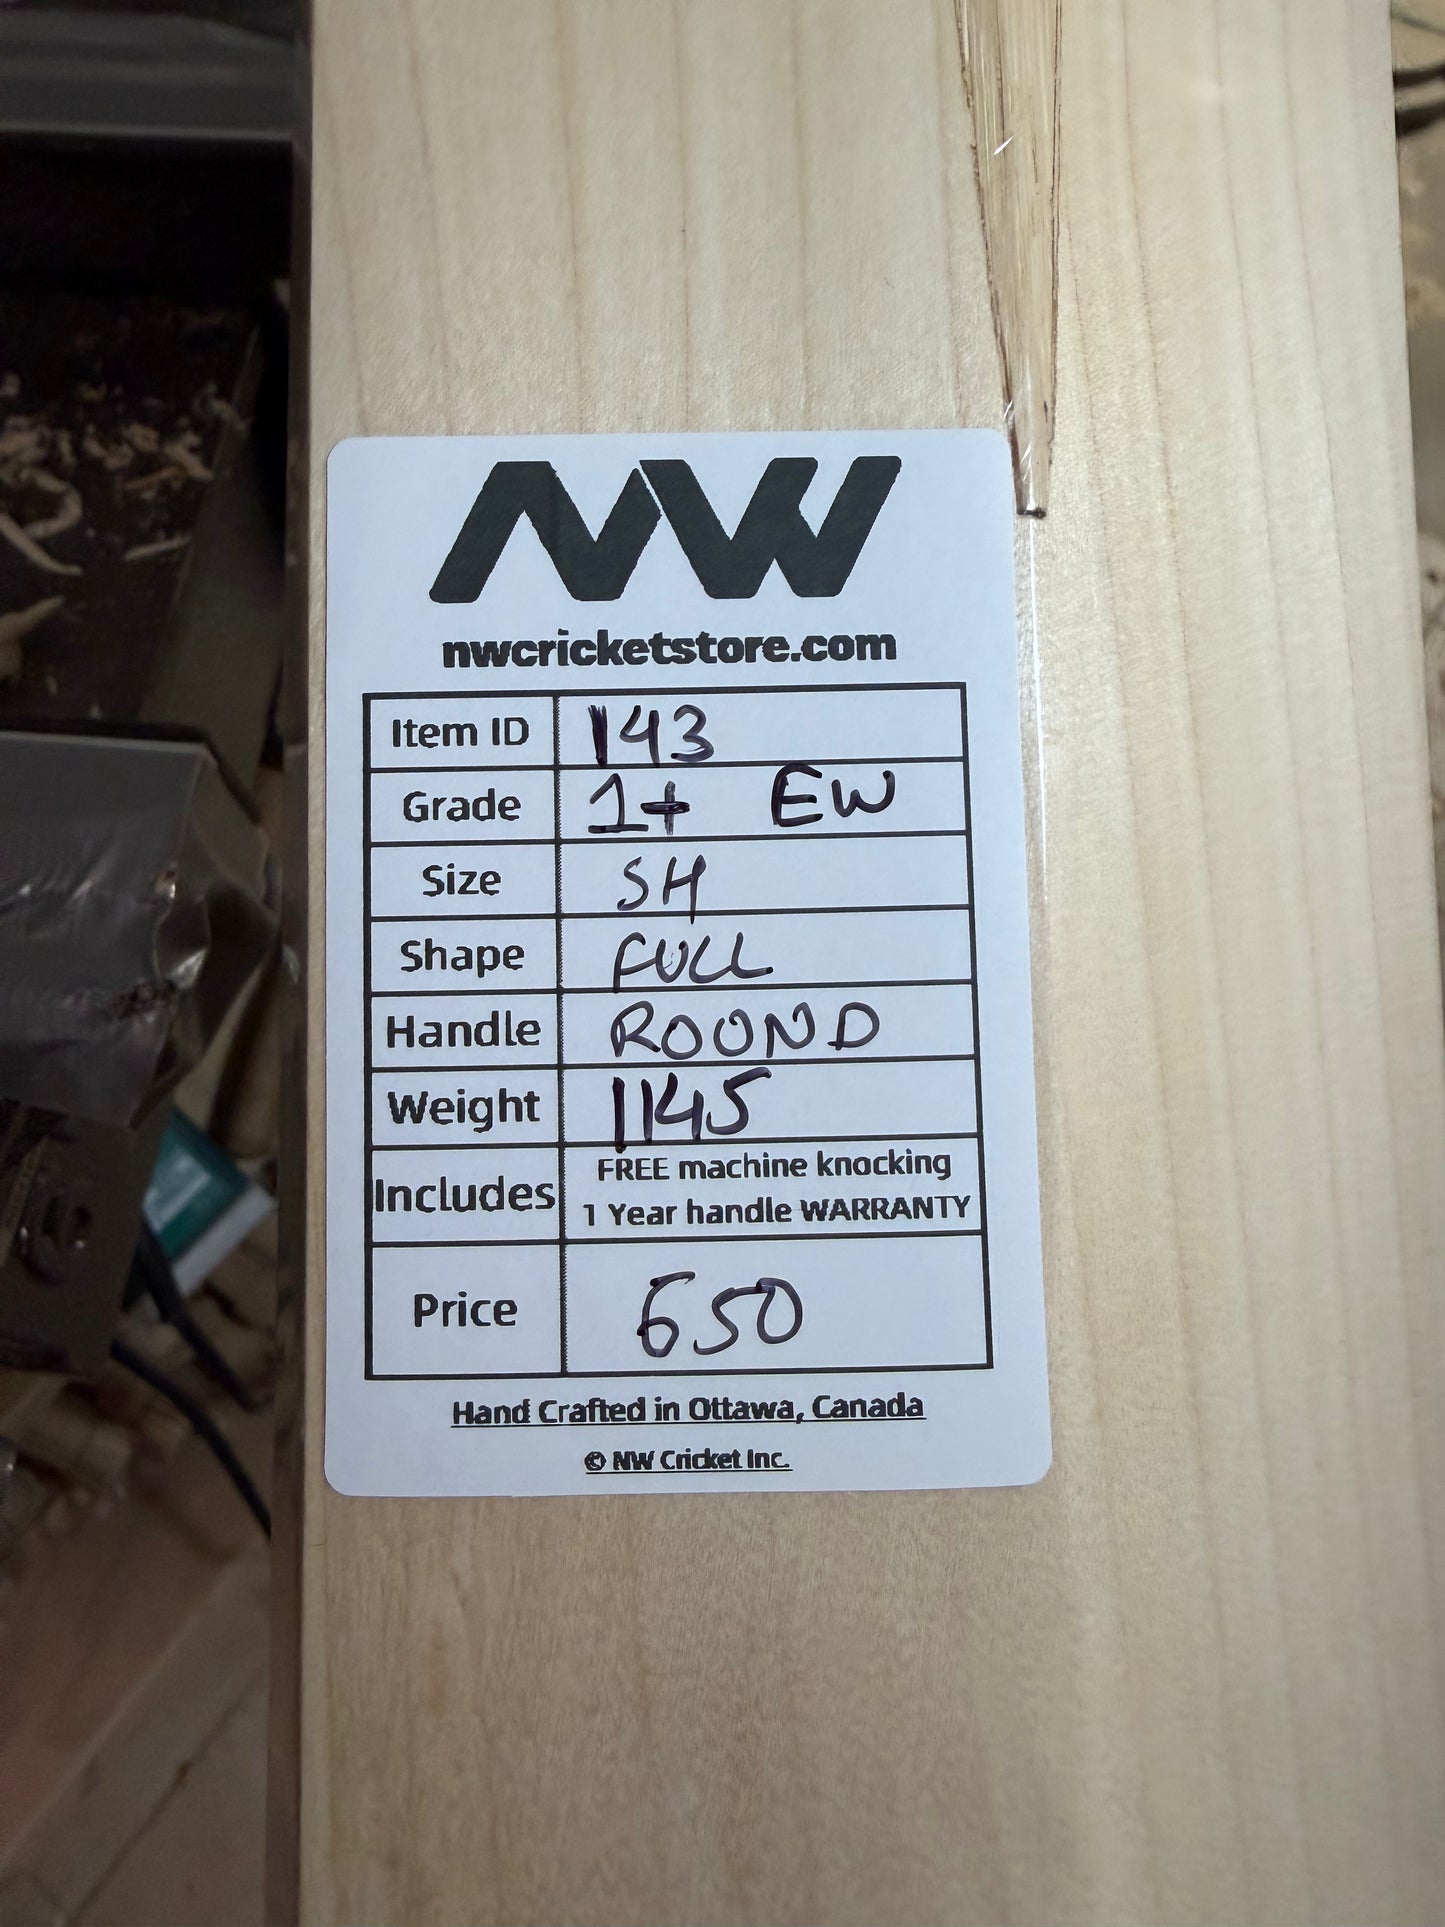 NW
nwcricketstore.com
Item ID 143
Grade 1+ EW
Size SH
Shape FULL
Handle ROUND
Weight 1145
Includes FREE machine knocking
1 Year handle WARRANTY
Price 650
Hand Crafted in Ottawa, Canada
© NW Cricket Inc.